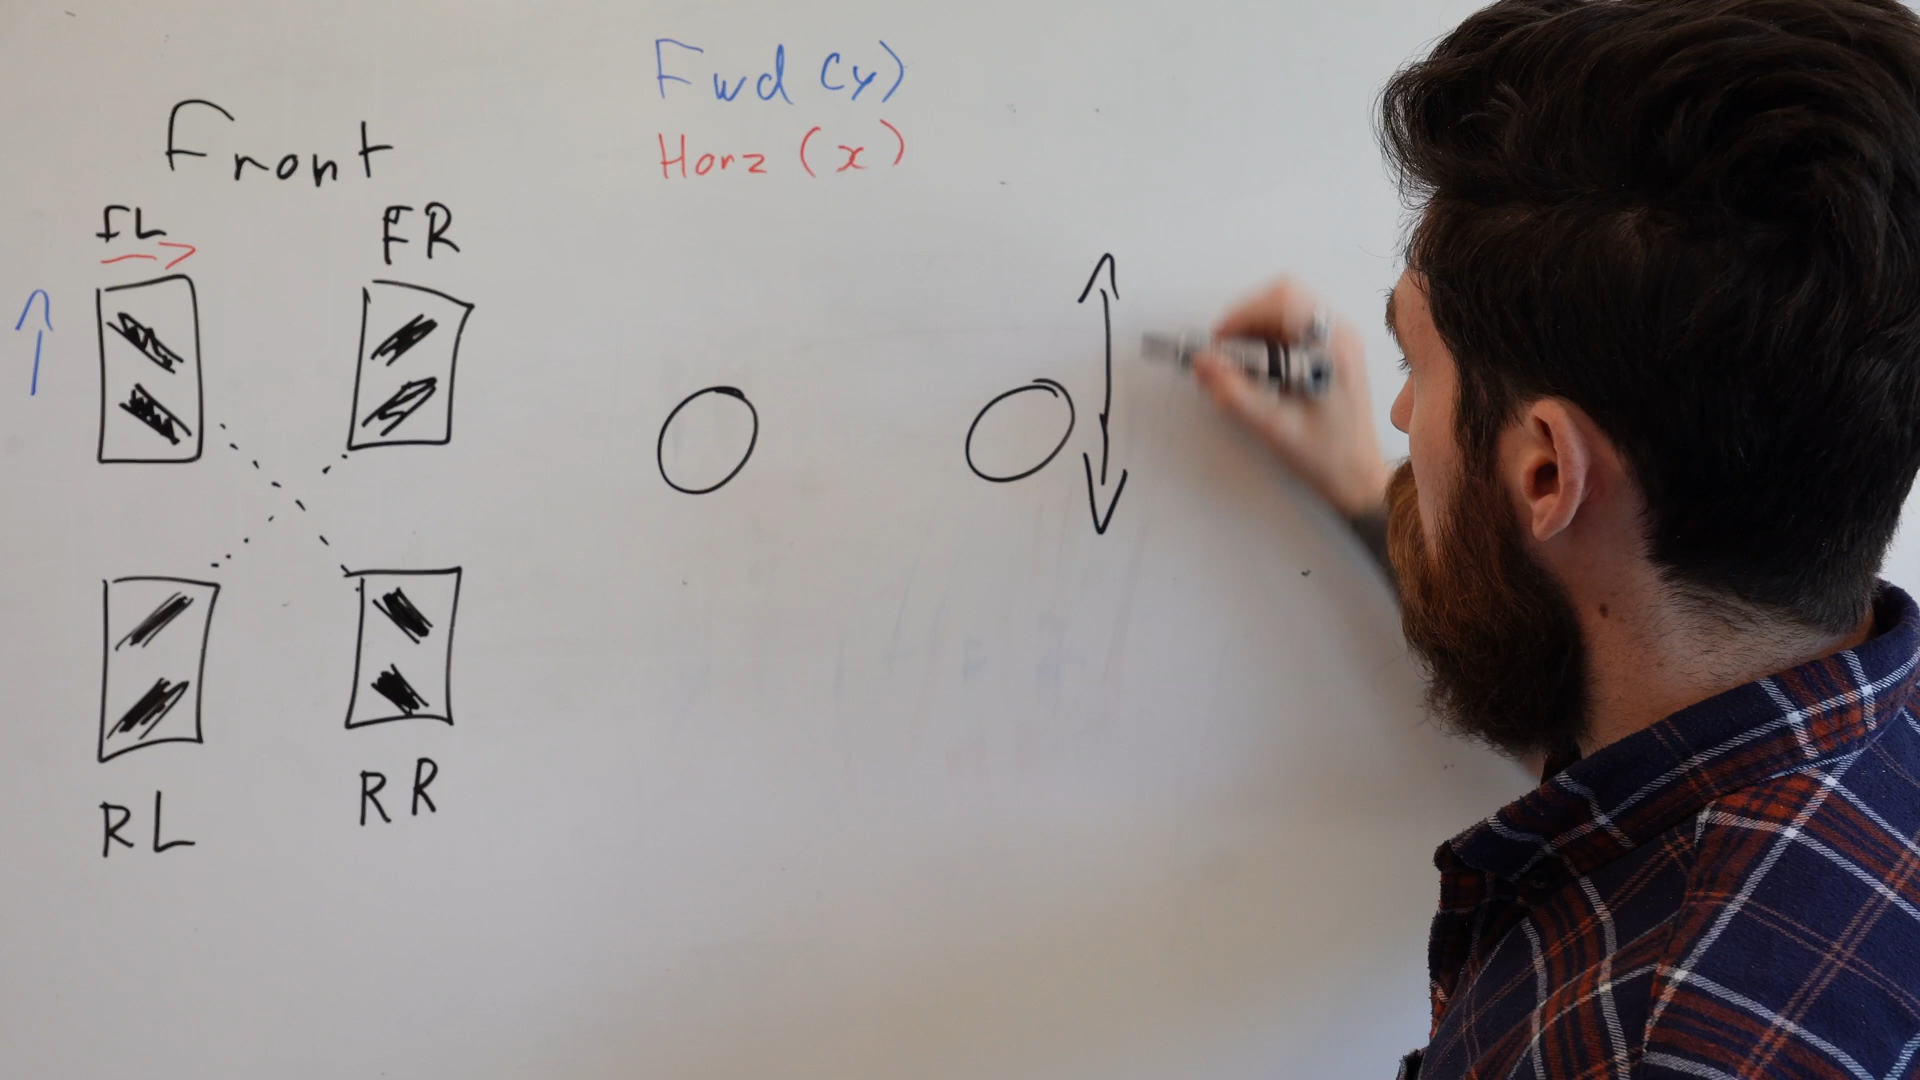 Fwd (y)
Horz (x)
Front
FL
FR
RL
RR